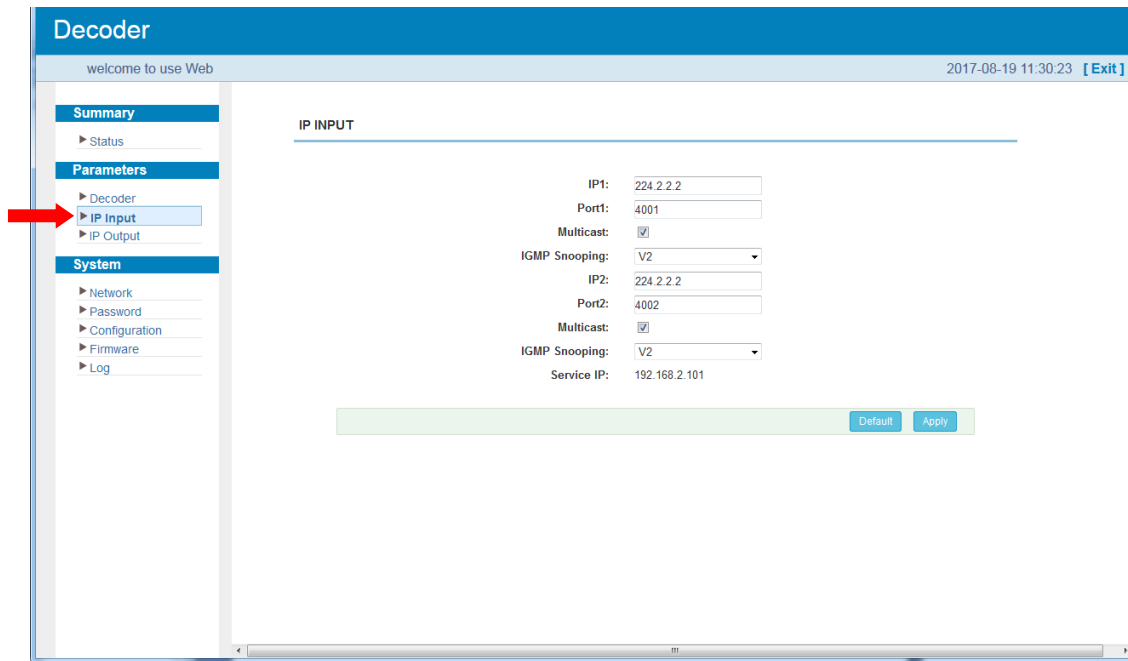 Decoder
welcome to use Web
2017-08-19 11:30:23 [ Exit ]
Summary
Status
Parameters
Decoder
IP Input
IP Output
System
Network
Password
Configuration
Firmware
Log
IP INPUT
IP1: 224.2.2.2
Port1: 4001
Multicast:
IGMP Snooping: V2
IP2: 224.2.2.2
Port2: 4002
Multicast:
IGMP Snooping: V2
Service IP: 192.168.2.101
Default Apply